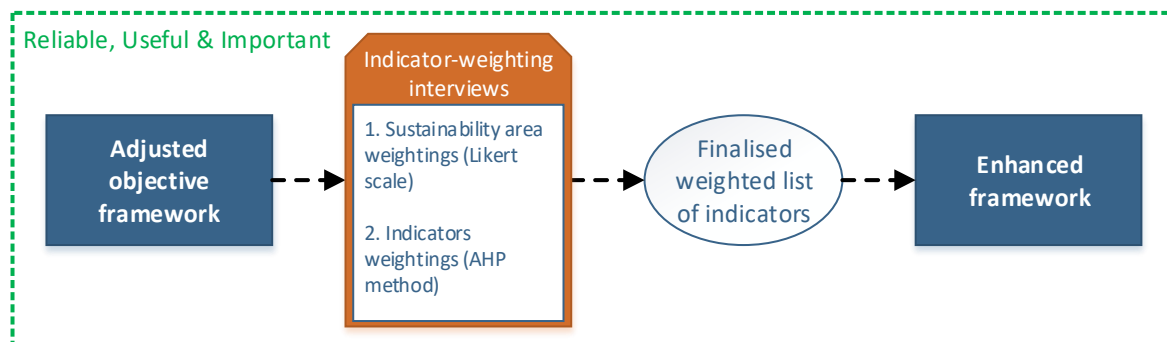 Reliable, Useful & Important
Indicator-weighting
interviews
1. Sustainability area
weightings (Likert
scale)
2. Indicators
weightings (AHP
method)
Adjusted
objective
framework
Finalised
weighted list
of indicators
Enhanced
framework